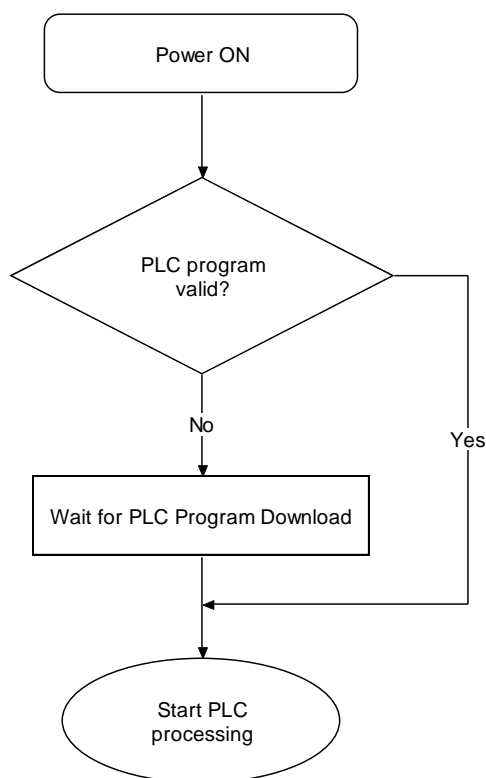 Power ON
PLC program
valid?
No
Yes
Wait for PLC Program Download
Start PLC
processing